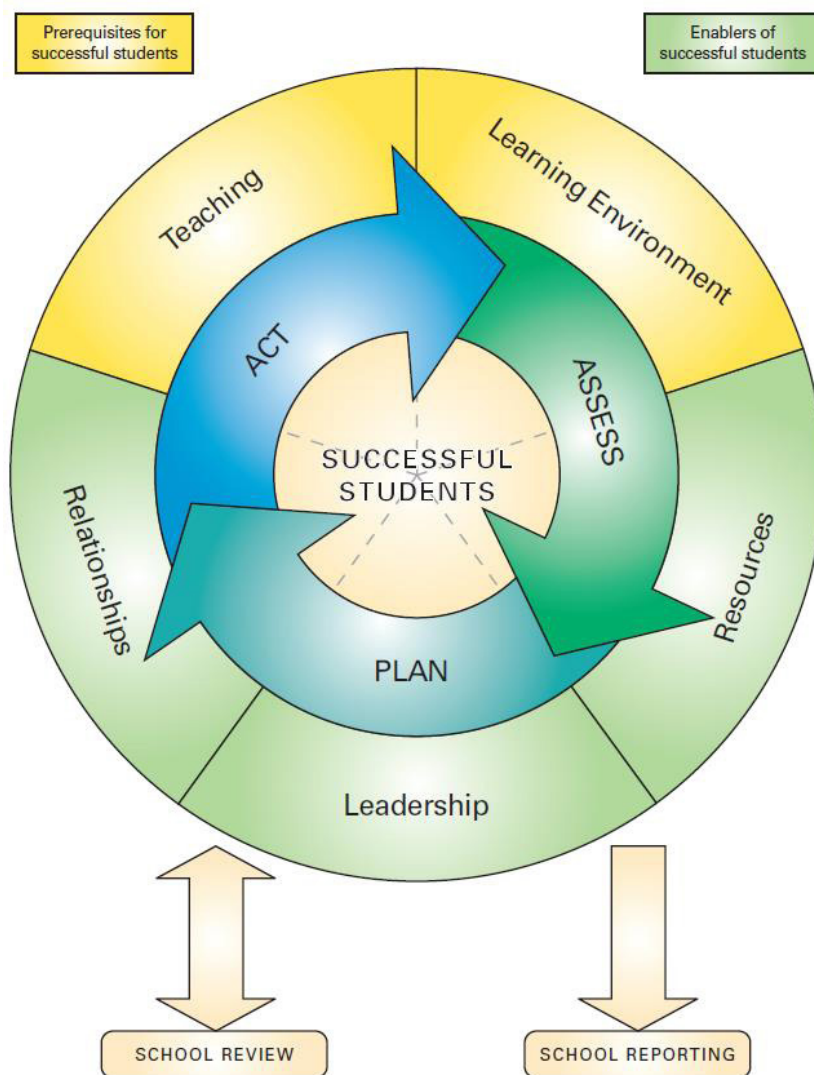 Prerequisites for
successful students
Enablers of
successful students
Teaching
Learning Environment
ACT
ASSESS
SUCCESSFUL
STUDENTS
Relationships
Resources
PLAN
Leadership
SCHOOL REVIEW
SCHOOL REPORTING